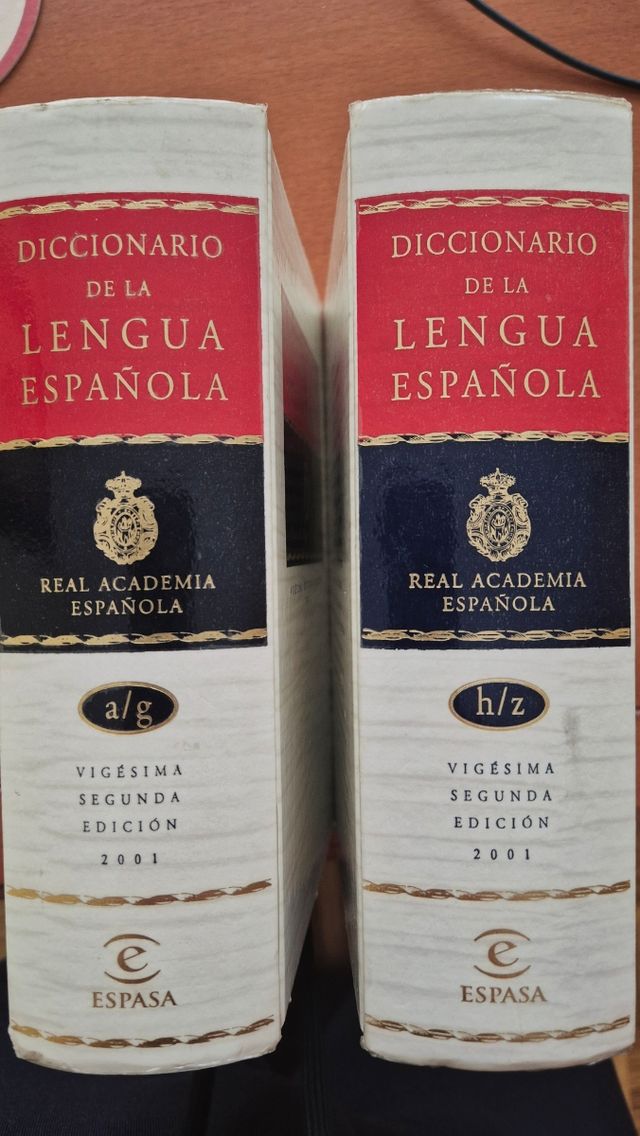 DICCIONARIO
DE LA
LENGUA
ESPAÑOLA
REAL ACADEMIA
ESPAÑOLA
a/g
VIGÉSIMA
SEGUNDA
EDICIÓN
2001
ESPASA
DICCIONARIO
DE LA
LENGUA
ESPAÑOLA
REAL ACADEMIA
ESPAÑOLA
h/z
VIGÉSIMA
SEGUNDA
EDICIÓN
2001
ESPASA